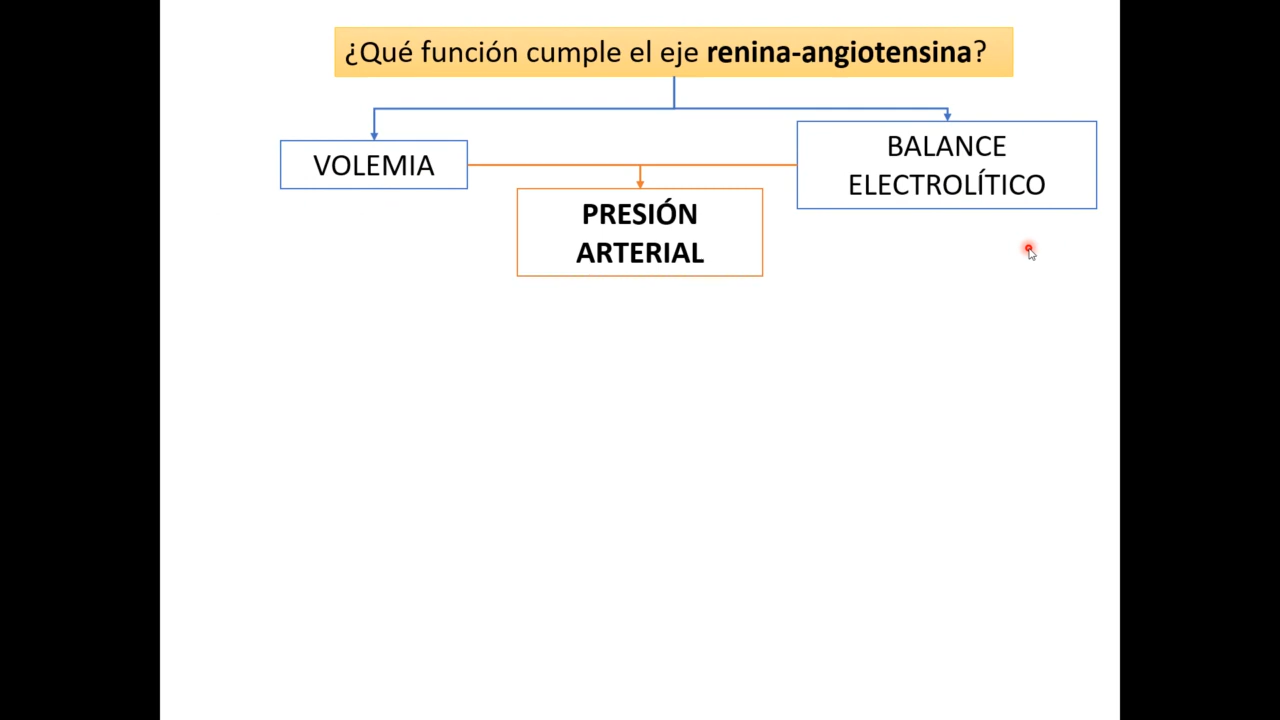 ¿Qué función cumple el eje renina-angiotensina?
VOLEMIA
BALANCE
ELECTROLÍTICO
PRESIÓN
ARTERIAL